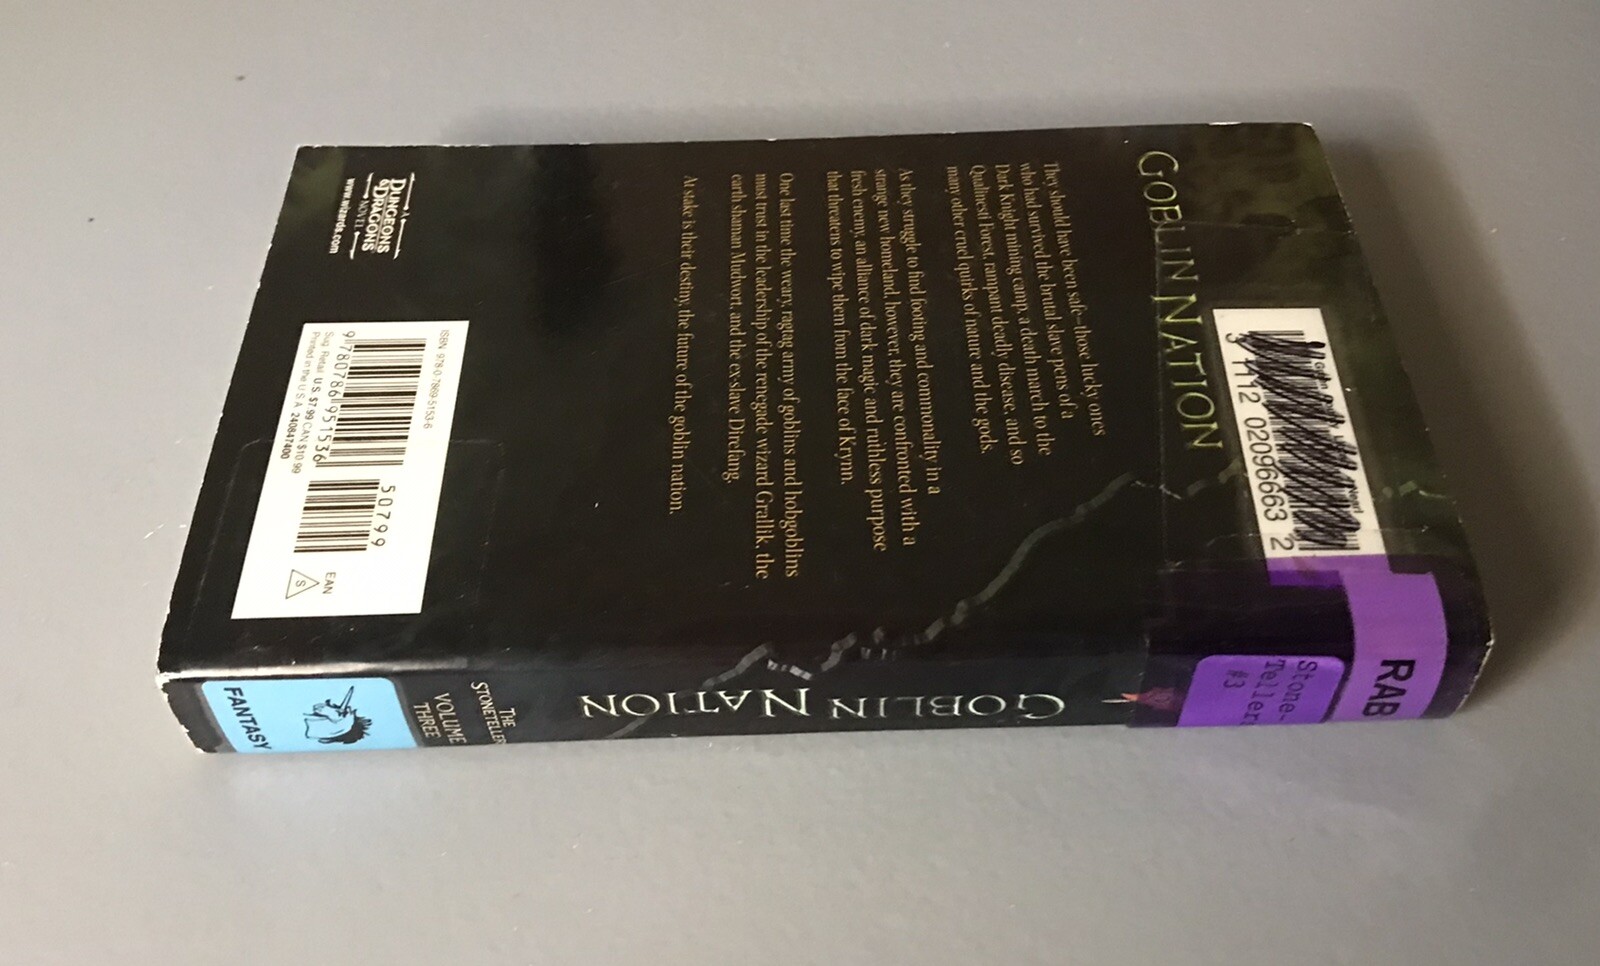 GOBLIN NATION
They should have been safe—those lucky ones
who had survived the brutal slave pens of a
Dark Knight mining camp, a death march to the
Qualinesti Forest, rampant deadly disease, and so
many other cruel quirks of nature and the gods.
As they struggle to find footing and commonality in a
strange new homeland, however, they are confronted with a
fresh enemy, an alliance of dark magic and ruthless purpose
that threatens to wipe them from the face of Krynn.
One last time the weary, ragtag army of goblins and hobgoblins
must trust in the leadership of the renegade wizard Grallik, the
earth shaman Mudwort, and the ex-slave Direfang.
At stake is their destiny, the future of the goblin nation.
A
DUNGEONS
& DRAGONS
NOVEL
www.wizards.com
ISBN: 978-0-7869-5153-6
50799
9 780786 951536
EAN
S
Sug. Retail U.S. $7.99 CAN $10.99
Printed in the U.S.A. 240847400
3 1112 02096663 2
RAB
Stone-
Teller
#3
GOBLIN NATION
THE
STONETELLERS
VOLUME
THREE
FANTASY